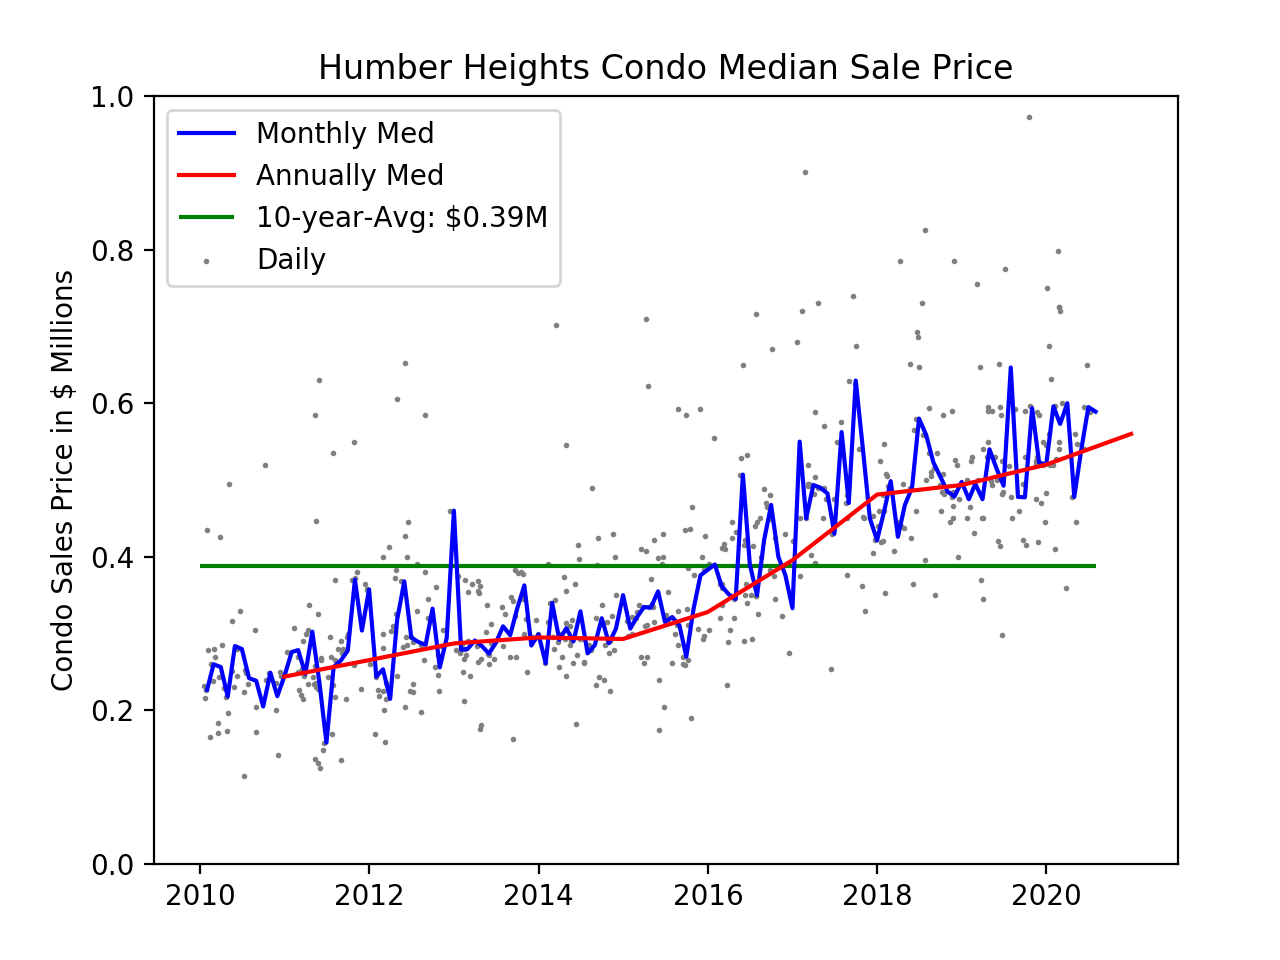 Humber Heights Condo Median Sale Price
Condo Sales Price in $ Millions
1.0
0.8
0.6
0.4
0.2
0.0
Monthly Med
Annually Med
10-year-Avg: $0.39M
Daily
2010 2012 2014 2016 2018 2020